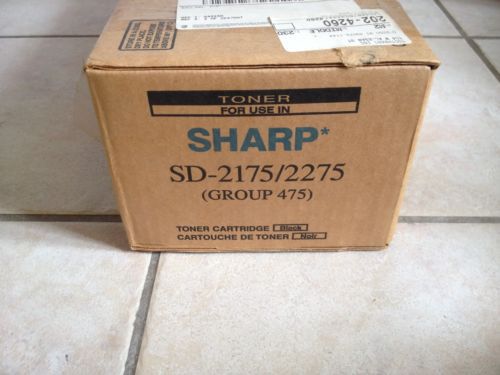 202-4260
TONER
FOR USE IN
SHARP*
SD-2175/2275
(GROUP 475)
TONER CARTRIDGE Black
CARTOUCHE DE TONER Noir